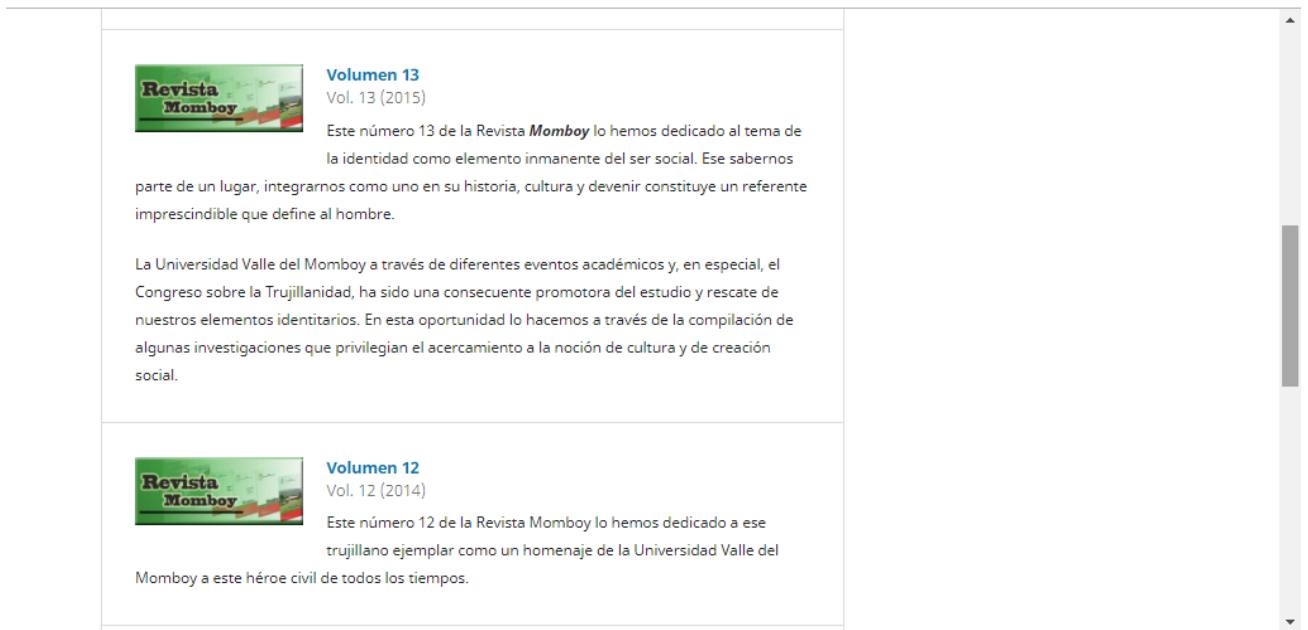 Revista
Momboy
Volumen 13
Vol. 13 (2015)
Este número 13 de la Revista Momboy lo hemos dedicado al tema de
la identidad como elemento inmanente del ser social. Ese sabernos
parte de un lugar, integrarnos como uno en su historia, cultura y devenir constituye un referente
imprescindible que define al hombre.
La Universidad Valle del Momboy a través de diferentes eventos académicos y, en especial, el
Congreso sobre la Trujillanidad, ha sido una consecuente promotora del estudio y rescate de
nuestros elementos identitarios. En esta oportunidad lo hacemos a través de la compilación de
algunas investigaciones que privilegian el acercamiento a la noción de cultura y de creación
social.
Revista
Momboy
Volumen 12
Vol. 12 (2014)
Este número 12 de la Revista Momboy lo hemos dedicado a ese
trujillano ejemplar como un homenaje de la Universidad Valle del
Momboy a este héroe civil de todos los tiempos.